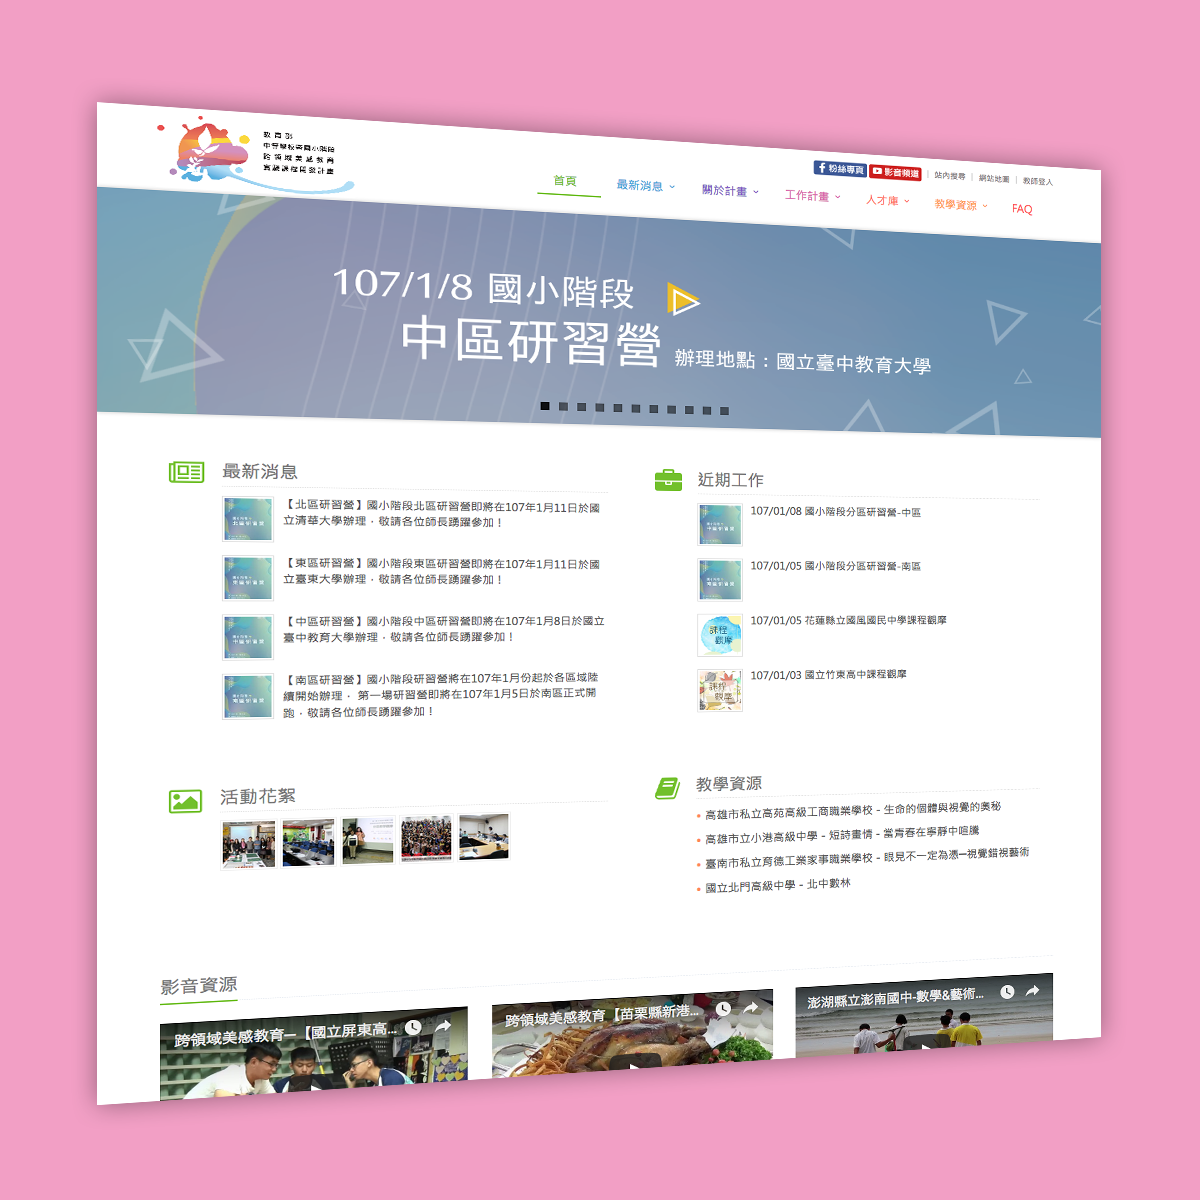 教育部
中等學校暨國小階段
跨領域美感教育
實驗課程開發計畫
粉絲專頁
影音頻道
站內搜尋
網站地圖
教師登入
首頁
最新消息
關於計畫
工作計畫
人才庫
教學資源
FAQ
107/1/8 國小階段
中區研習營 辦理地點：國立臺中教育大學
最新消息
【北區研習營】國小階段北區研習營即將在107年1月11日於國
立清華大學辦理，敬請各位師長踴躍參加！
【東區研習營】國小階段東區研習營即將在107年1月11日於國
立臺東大學辦理，敬請各位師長踴躍參加！
【中區研習營】國小階段中區研習營即將在107年1月8日於國立
臺中教育大學辦理，敬請各位師長踴躍參加！
【南區研習營】國小階段研習營將在107年1月份起於各區域陸
續開始辦理， 第一場研習營即將在107年1月5日於南區正式開
跑，敬請各位師長踴躍參加！
近期工作
107/01/08 國小階段分區研習營-中區
107/01/05 國小階段分區研習營-南區
107/01/05 花蓮縣立國風國民中學課程觀摩
課程
觀摩
107/01/03 國立竹東高中課程觀摩
課程
觀摩
活動花絮
教學資源
高雄市私立高苑高級工商職業學校 - 生命的個體與視覺的奧秘
高雄市立小港高級中學 - 短詩畫情 - 當青春在寧靜中喧騰
臺南市私立育德工業家事職業學校 - 眼見不一定為憑─視覺錯視藝術
國立北門高級中學 - 北中數林
影音資源
跨領域美感教育─【國立屏東高...
跨領域美感教育【苗栗縣新港...
澎湖縣立澎南國中-數學&藝術...